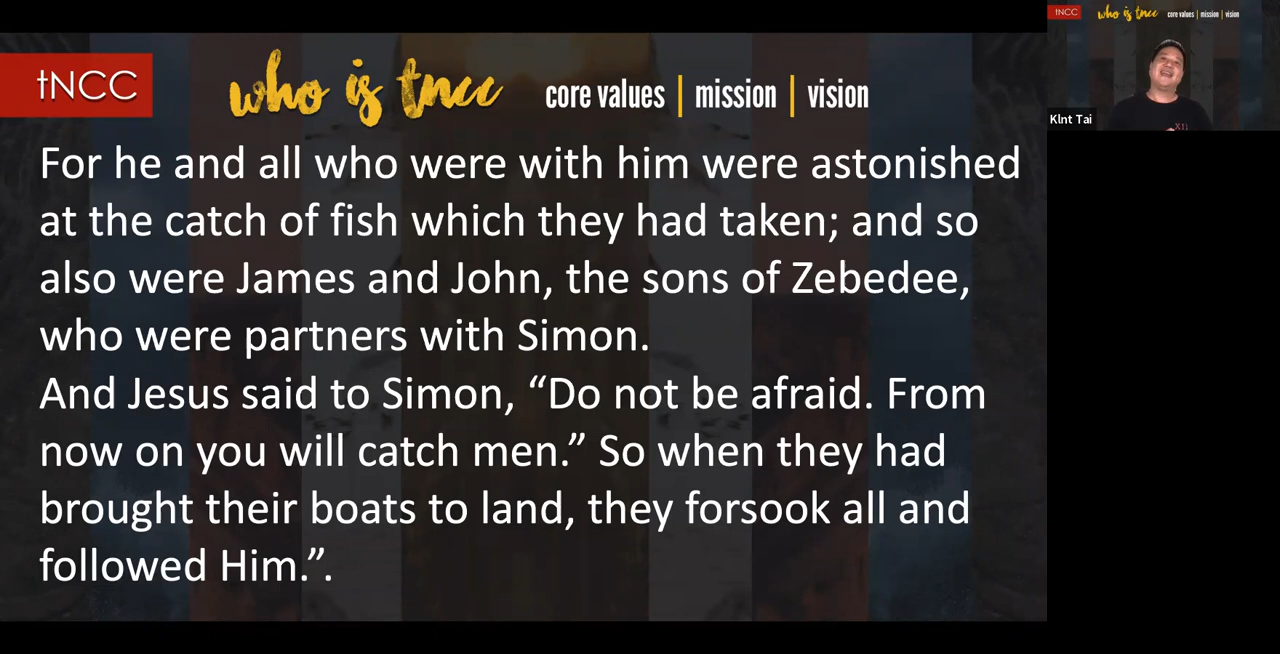 tNCC
who is tncc
core values | mission | vision
For he and all who were with him were astonished
at the catch of fish which they had taken; and so
also were James and John, the sons of Zebedee,
who were partners with Simon.
And Jesus said to Simon, “Do not be afraid. From
now on you will catch men.” So when they had
brought their boats to land, they forsook all and
followed Him.”.
tNCC
who is tncc
core values | mission | vision
Klnt Tai